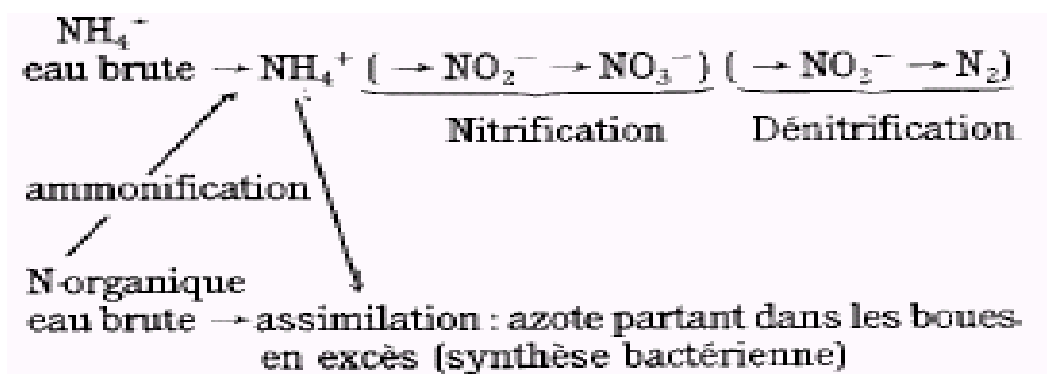 NH₄⁺
eau brute → NH₄⁺ ( → NO₂⁻ → NO₃⁻) ( → NO₂⁻ → N₂)
Nitrification Dénitrification
ammonification
N-organique
eau brute → assimilation : azote partant dans les boues
en excès (synthèse bactérienne)